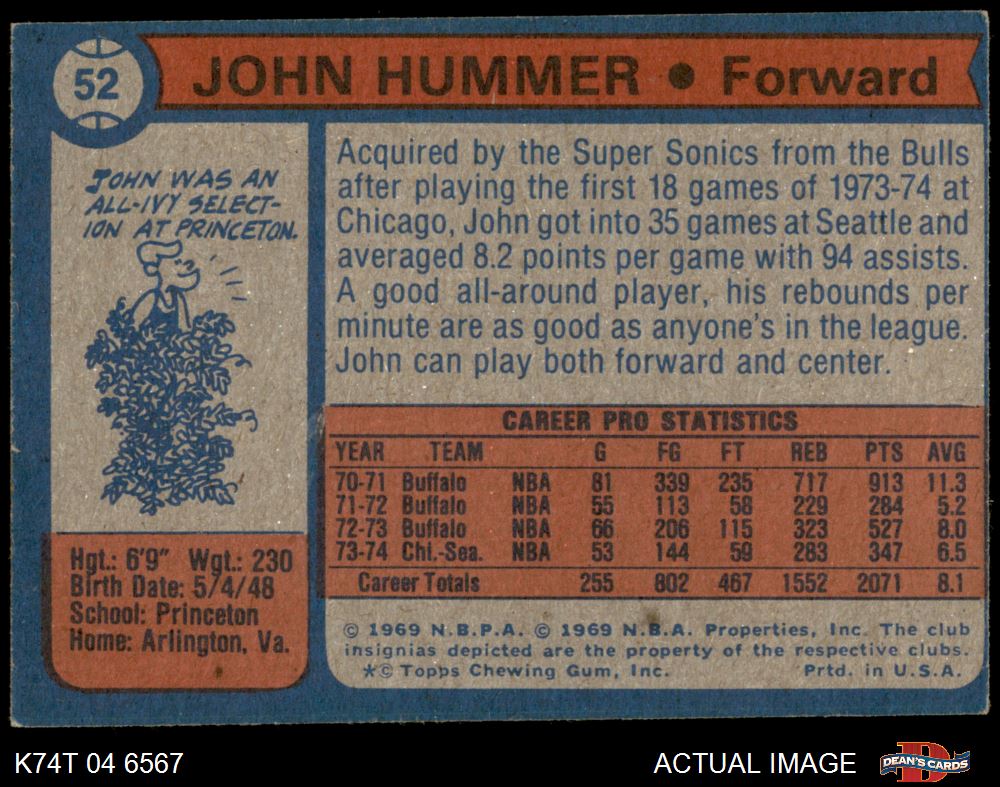 52
JOHN HUMMER • Forward
JOHN WAS AN
ALL-IVY SELECT-
ION AT PRINCETON.
Hgt.: 6'9" Wgt.: 230
Birth Date: 5/4/48
School: Princeton
Home: Arlington, Va.
Acquired by the Super Sonics from the Bulls
after playing the first 18 games of 1973-74 at
Chicago, John got into 35 games at Seattle and
averaged 8.2 points per game with 94 assists.
A good all-around player, his rebounds per
minute are as good as anyone's in the league.
John can play both forward and center.
CAREER PRO STATISTICS
YEAR TEAM G FG FT REB PTS AVG
70-71 Buffalo NBA 81 339 235 717 913 11.3
71-72 Buffalo NBA 55 113 58 229 284 5.2
72-73 Buffalo NBA 66 206 115 323 527 8.0
73-74 Chi.-Sea. NBA 53 144 59 283 347 6.5
Career Totals 255 802 467 1552 2071 8.1
© 1969 N.B.P.A. © 1969 N.B.A. Properties, Inc. The club
insignias depicted are the property of the respective clubs.
*© Topps Chewing Gum, Inc. Prtd. in U.S.A.
K74T 04 6567 ACTUAL IMAGE DEAN'S CARDS